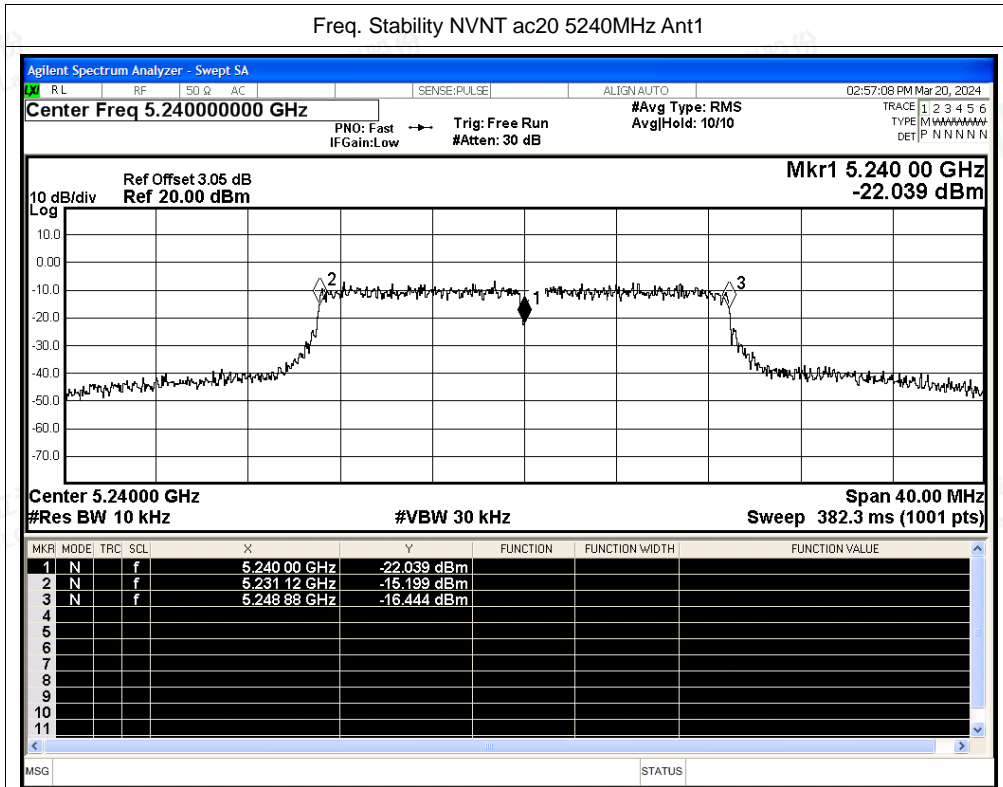 Freq. Stability NVNT ac20 5240MHz Ant1
Agilent Spectrum Analyzer - Swept SA
LXI RL RF 50 Ω AC SENSE:PULSE ALIGN AUTO 02:57:08 PM Mar 20, 2024
Center Freq 5.240000000 GHz #Avg Type: RMS TRACE 1 2 3 4 5 6
PNO: Fast Trig: Free Run Avg|Hold: 10/10 TYPE M WWWWW
IFGain:Low #Atten: 30 dB DET P N N N N N
Mkr1 5.240 00 GHz
Ref Offset 3.05 dB
-22.039 dBm
10 dB/div Ref 20.00 dBm
Log
10.0
0.00
-10.0
2
1
3
-20.0
-30.0
-40.0
-50.0
-60.0
-70.0
Center 5.24000 GHz Span 40.00 MHz
#Res BW 10 kHz #VBW 30 kHz Sweep 382.3 ms (1001 pts)
MKR MODE TRC SCL X Y FUNCTION FUNCTION WIDTH FUNCTION VALUE
1 N f 5.240 00 GHz -22.039 dBm
2 N f 5.231 12 GHz -15.199 dBm
3 N f 5.248 88 GHz -16.444 dBm
4
5
6
7
8
9
10
11
MSG STATUS